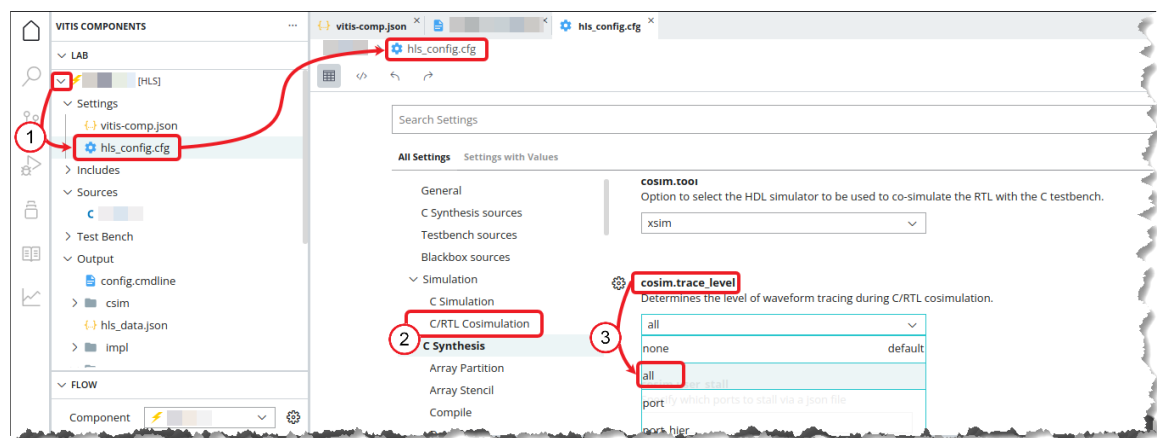 VITIS COMPONENTS
LAB
[HLS]
Settings
vitis-comp.json
hls_config.cfg
Includes
Sources
C
Test Bench
Output
config.cmdline
csim
hls_data.json
impl
FLOW
Component
1
vitis-comp.json
hls_config.cfg
hls_config.cfg
Search Settings
All Settings Settings with Values
General
C Synthesis sources
Testbench sources
Blackbox sources
Simulation
C Simulation
C/RTL Cosimulation
2
C Synthesis
Array Partition
Array Stencil
Compile
cosim.tool
Option to select the HDL simulator to be used to co-simulate the RTL with the C testbench.
xsim
cosim.trace_level
Determines the level of waveform tracing during C/RTL cosimulation.
3
all
none default
all
port
port_hier